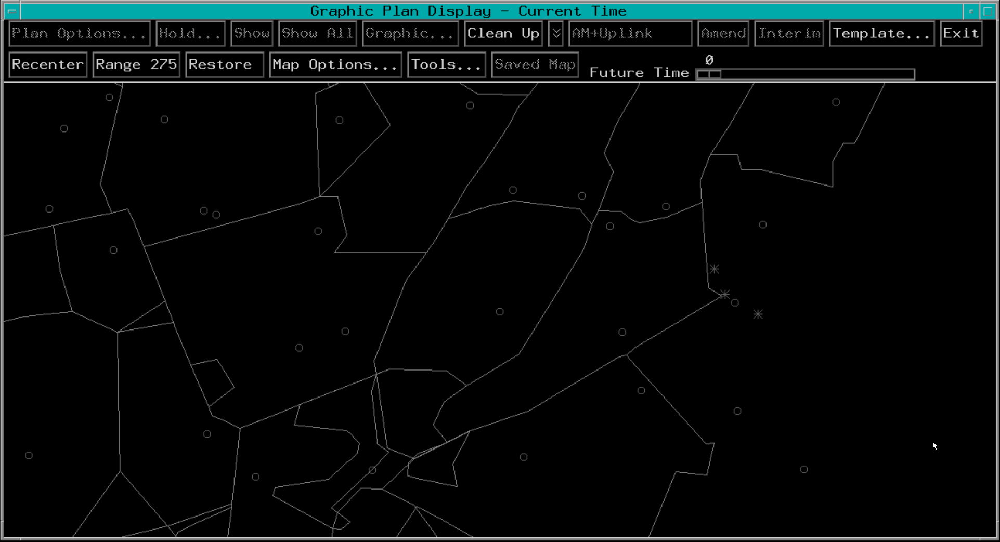 Graphic Plan Display - Current Time
Plan Options... Hold... Show Show All Graphic... Clean Up AM+Uplink Amend Interim Template... Exit
Recenter Range 275 Restore Map Options... Tools... Saved Map Future Time 0